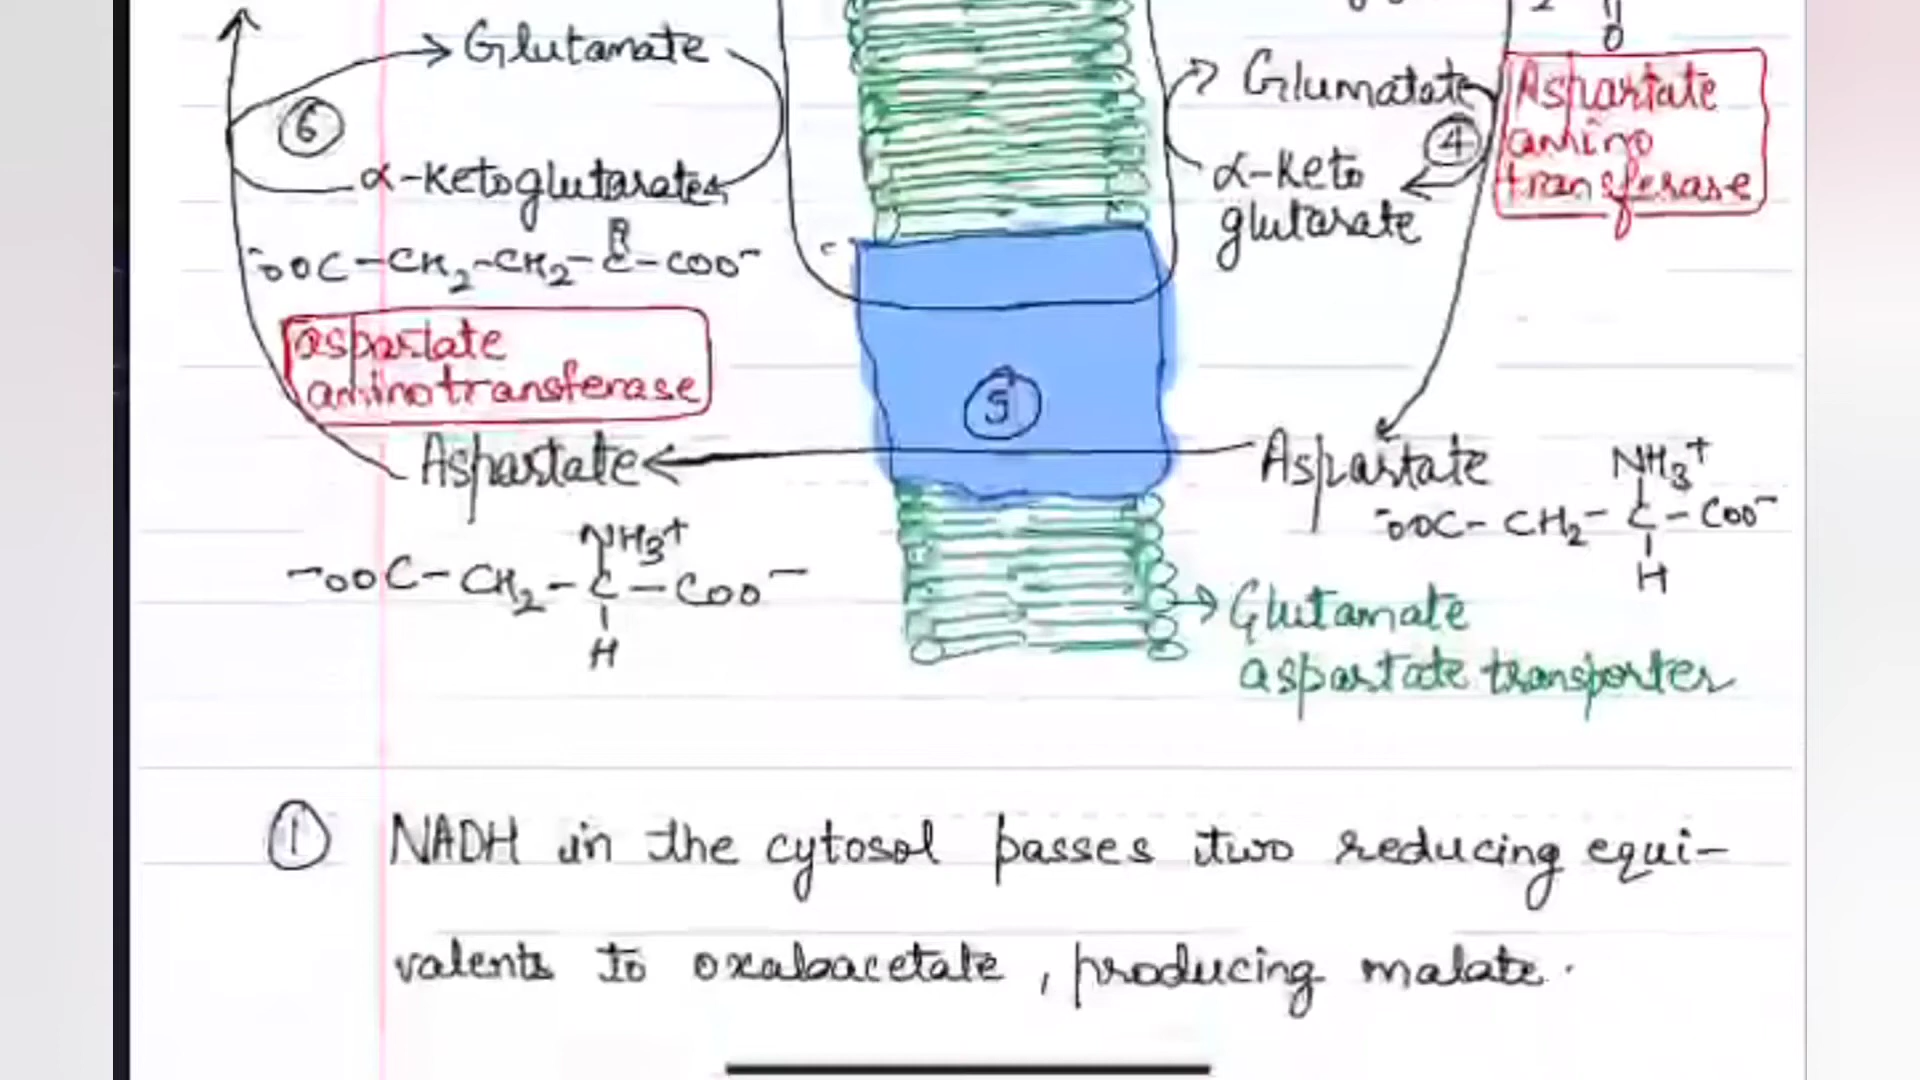 Glutamate
⑥
α-Ketoglutarate
O
⁻OOC-CH₂-CH₂-C-COO⁻
aspartate
aminotransferase
Aspartate
NH₃⁺
⁻OOC-CH₂-C-COO⁻
H
5
O
Glumatate
④
α-Keto
glutarate
Aspartate
amino
transferase
Aspartate
NH₃⁺
⁻OOC-CH₂-C-COO⁻
H
Glutamate
aspartate transporter
① NADH in the cytosol passes two reducing equi-
valents to oxaloacetate, producing malate.